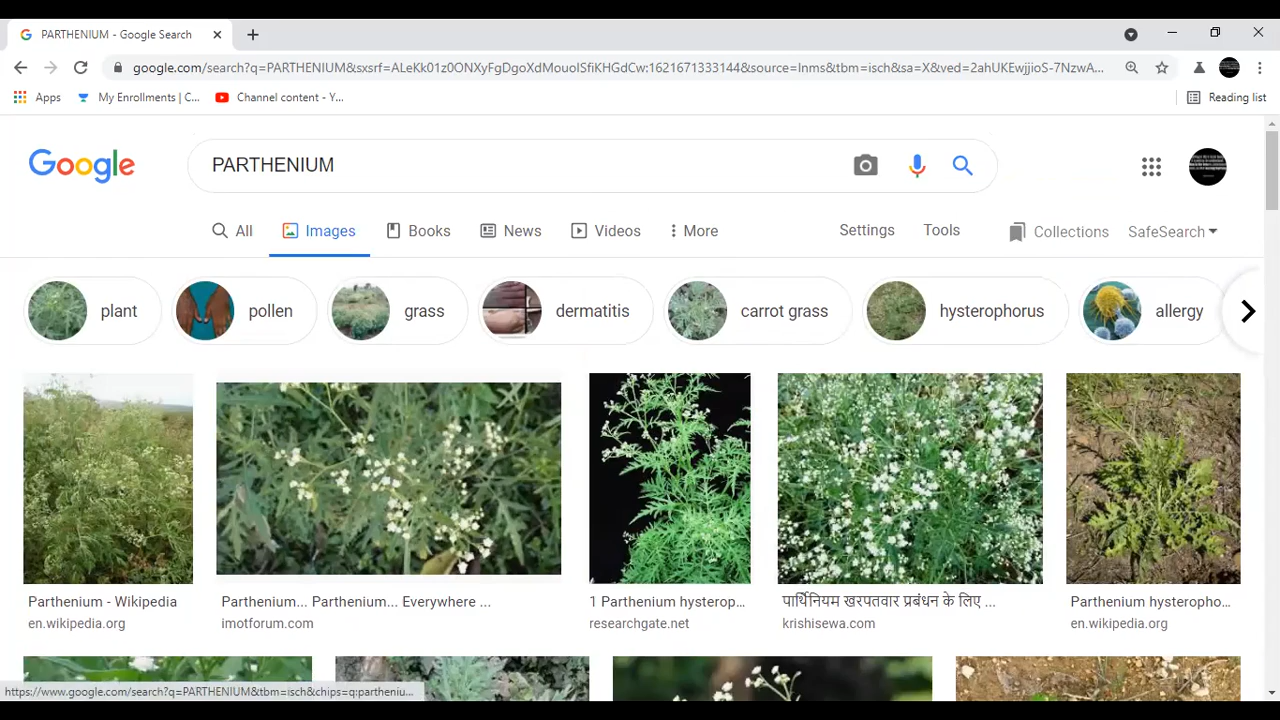 PARTHENIUM - Google Search
google.com/search?q=PARTHENIUM&sxsrf=ALeKk01z0ONXyFgDgoXdMouoISfiKHGdCw:1621671333144&source=lnms&tbm=isch&sa=X&ved=2ahUKEwjjioS-7NzwA...
Apps My Enrollments | C... Channel content - Y... Reading list
Google PARTHENIUM
All Images Books News Videos More Settings Tools Collections SafeSearch
plant pollen grass dermatitis carrot grass hysterophorus allergy
Parthenium - Wikipedia Parthenium... Parthenium... Everywhere ... 1 Parthenium hysterop... पार्थेनियम खरपतवार प्रबंधन के लिए ... Parthenium hysteropho...
en.wikipedia.org imotforum.com researchgate.net krishisewa.com en.wikipedia.org
https://www.google.com/search?q=PARTHENIUM&tbm=isch&chips=q:partheniu...